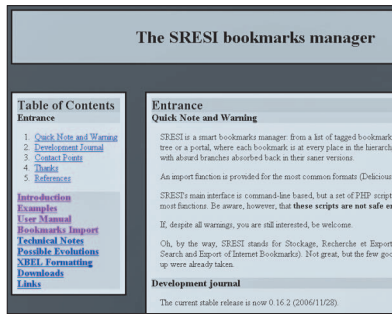 The SRESI bookmarks manager
Table of Contents
Entrance
1. Quick Note and Warning
2. Development Journal
3. Contact Points
4. Thanks
5. References
Introduction
Examples
User Manual
Bookmarks Import
Technical Notes
Possible Evolutions
XBEL Formatting
Downloads
Links
Entrance
Quick Note and Warning
SRESI is a smart bookmarks manager: from a list of tagged bookmark
tree or a portal, where each bookmark is at every place in the hierarch
with absurd branches absorbed back in their saner versions.
An import function is provided for the most common formats (Delicious
SRESI's main interface is command-line based, but a set of PHP script
most functions. Be aware, however, that these scripts are not safe e
If, despite all warnings, you are still interested, be welcome.
Oh, by the way, SRESI stands for Stockage, Recherche et Export
Search and Export of Internet Bookmarks). Not great, but the few goo
up were already taken.
Development journal
The current stable release is now 0.16.2 (2006/11/28).